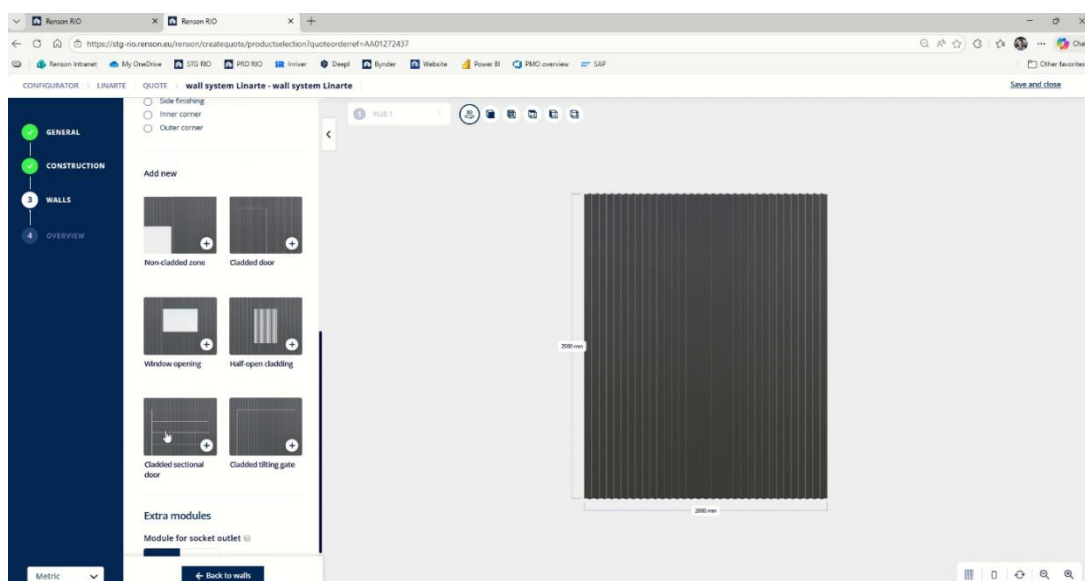 Renson RIO
Renson RIO
https://stg-rio.renson.eu/renson/createquote/productselection?quoteorderref=AA01272437
Renson Intranet
My OneDrive
STG RIO
PRD RIO
Inriver
Deepl
Bynder
Website
Power BI
PMO overview
SAP
Other favorites
CONFIGURATOR > LINARTE
QUOTE > wall system Linarte - wall system Linarte
Save and close
Side finishing
Inner corner
Outer corner
Wall 1
3D
GENERAL
CONSTRUCTION
3 WALLS
4 OVERVIEW
Add new
Non-cladded zone
Cladded door
Window opening
Half-open cladding
Cladded sectional
door
Cladded tilting gate
Extra modules
Module for socket outlet
Metric
← Back to walls
2500 mm
2000 mm